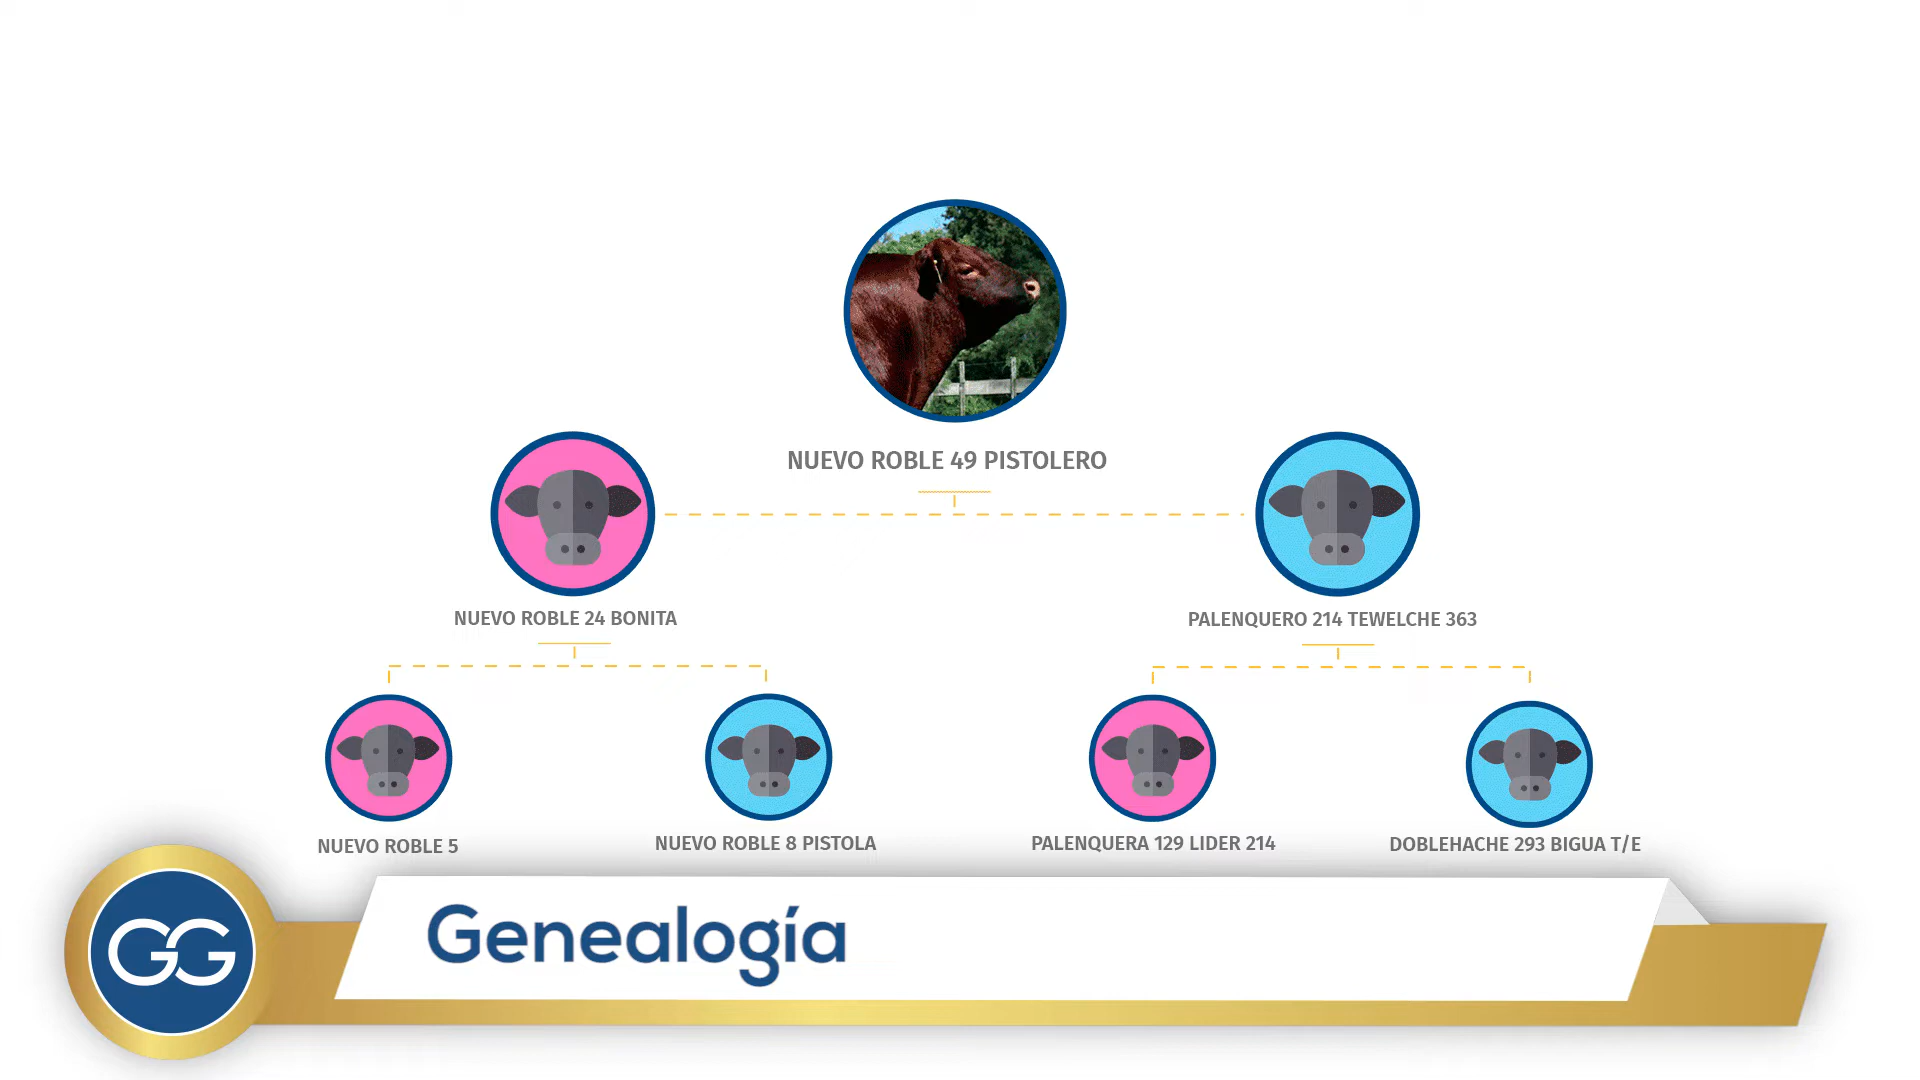 NUEVO ROBLE 49 PISTOLERO
NUEVO ROBLE 24 BONITA
PALENQUERO 214 TEWELCHE 363
NUEVO ROBLE 5
NUEVO ROBLE 8 PISTOLA
PALENQUERA 129 LIDER 214
DOBLEHACHE 293 BIGUA T/E
GG
Genealogía